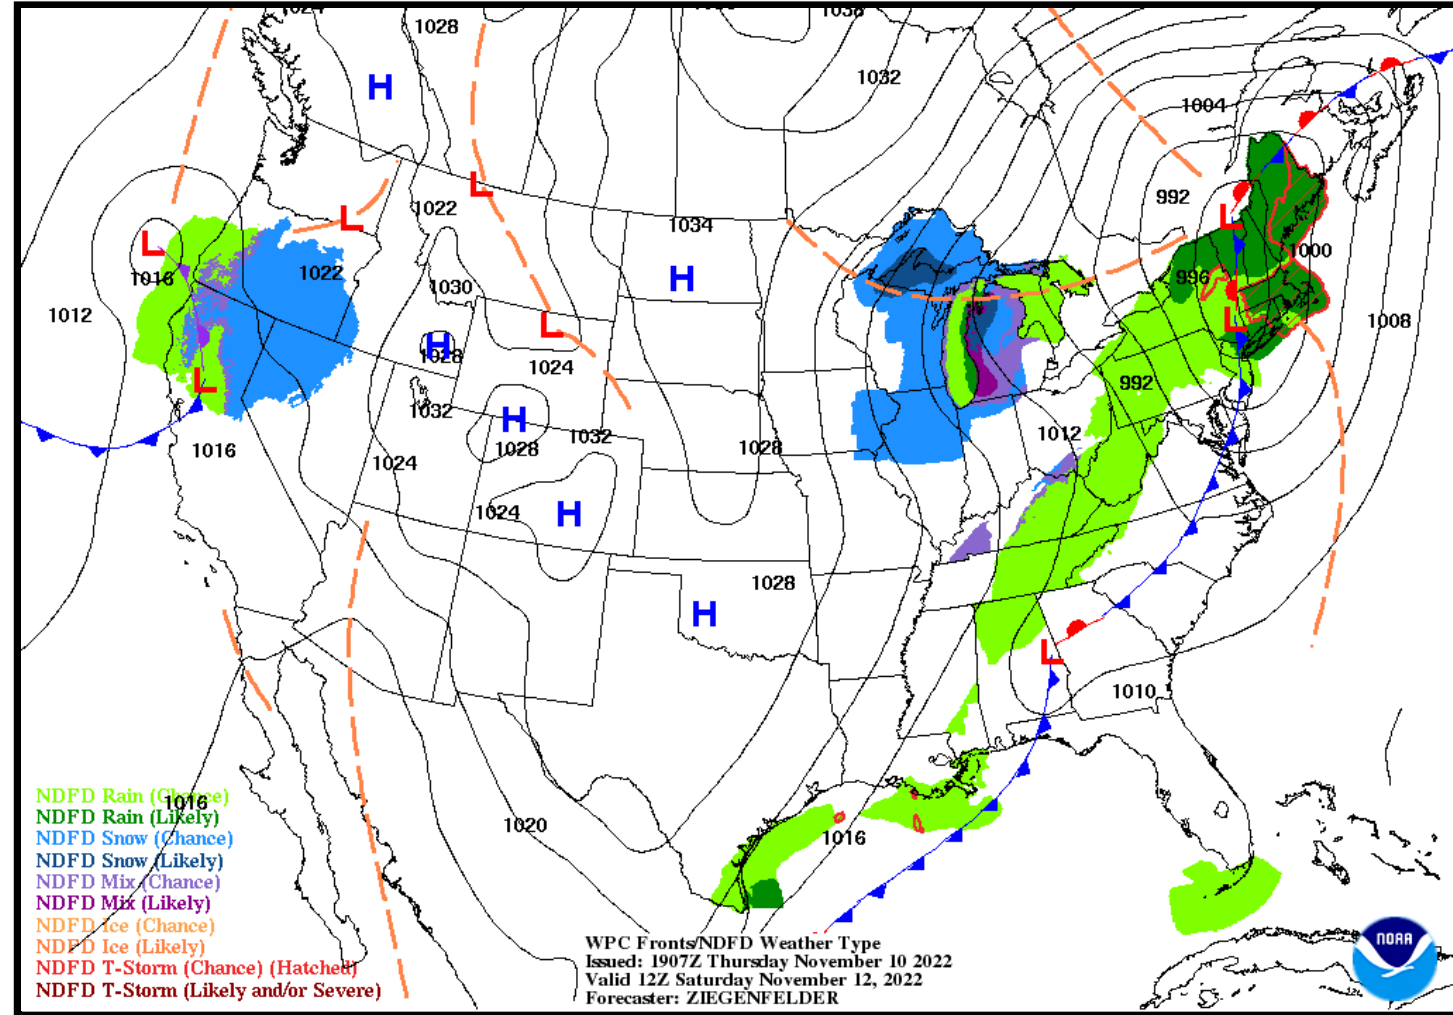 1024
1028
1038
1032
1004
992
1022
1034
1016
1022
1000
996
1030
1012
1008
1028
1024
992
1032
1032
1012
1016
1028
1028
1024
1024
1028
1010
1016
1020
1016
H
H
H
H
H
H
L
L
L
L
L
L
L
L
NDFD Rain (Chance)
NDFD Rain (Likely)
NDFD Snow (Chance)
NDFD Snow (Likely)
NDFD Mix (Chance)
NDFD Mix (Likely)
NDFD Ice (Chance)
NDFD Ice (Likely)
NDFD T-Storm (Chance) (Hatched)
NDFD T-Storm (Likely and/or Severe)
WPC Fronts/NDFD Weather Type
Issued: 1907Z Thursday November 10 2022
Valid 12Z Saturday November 12, 2022
Forecaster: ZIEGENFELDER
NOAA